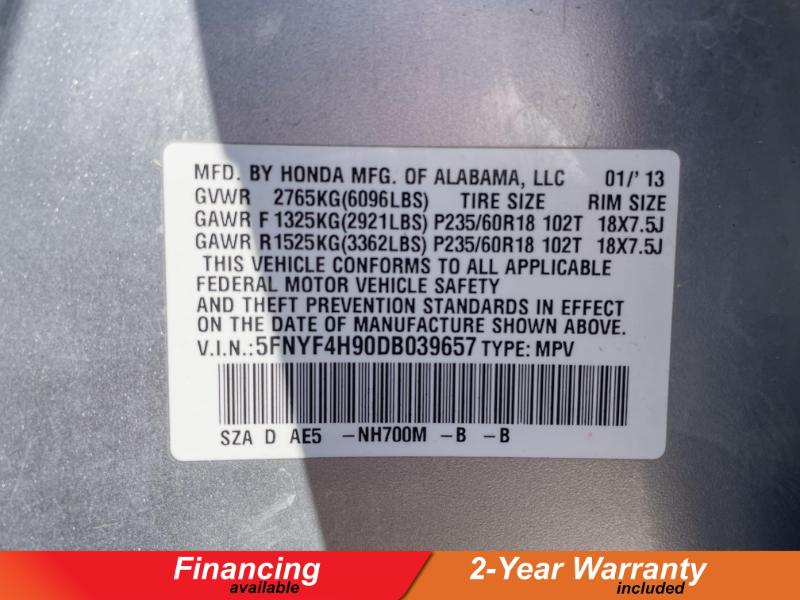 MFD. BY HONDA MFG. OF ALABAMA, LLC 01/'13
GVWR 2765KG(6096LBS) TIRE SIZE RIM SIZE
GAWR F 1325KG(2921LBS) P235/60R18 102T 18X7.5J
GAWR R1525KG(3362LBS) P235/60R18 102T 18X7.5J
THIS VEHICLE CONFORMS TO ALL APPLICABLE
FEDERAL MOTOR VEHICLE SAFETY
AND THEFT PREVENTION STANDARDS IN EFFECT
ON THE DATE OF MANUFACTURE SHOWN ABOVE.
V.I.N.:5FNYF4H90DB039657 TYPE: MPV
SZA D AE5 -NH700M -B -B
Financing
available
2-Year Warranty
included